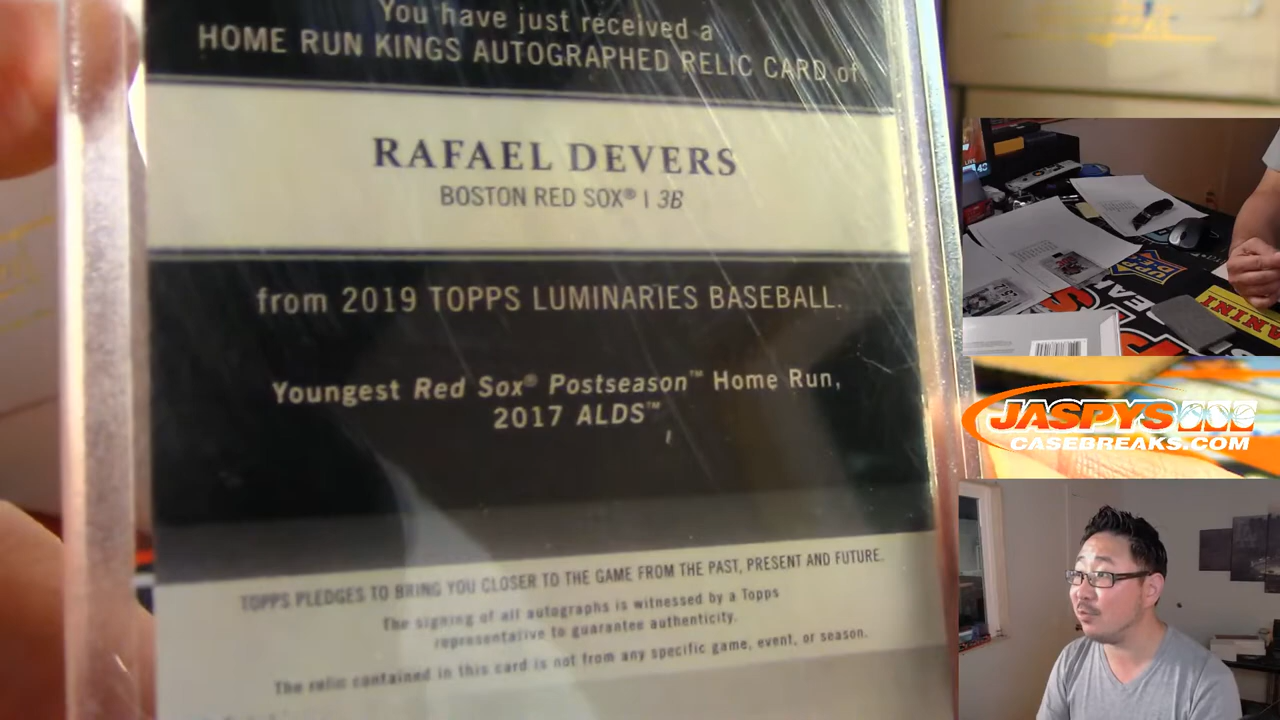 You have just received a
HOME RUN KINGS AUTOGRAPHED RELIC CARD of
RAFAEL DEVERS
BOSTON RED SOX® | 3B
from 2019 TOPPS LUMINARIES BASEBALL.
Youngest Red Sox® Postseason™ Home Run,
2017 ALDS™
TOPPS PLEDGES TO BRING YOU CLOSER TO THE GAME FROM THE PAST, PRESENT AND FUTURE.
The signing of all autographs is witnessed by a Topps
representative to guarantee authenticity.
The relic contained in this card is not from any specific game, event, or season.
LIVE
UPPER DECK
PANINI
JASPYS
CASEBREAKS.COM